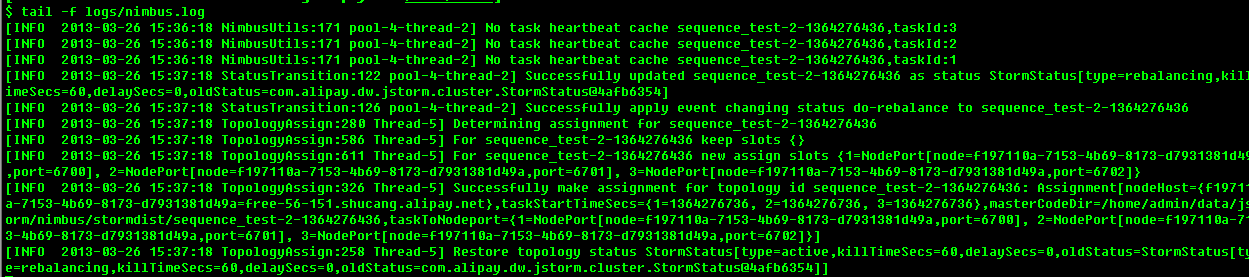 $ tail -f logs/nimbus.log
[INFO  2013-03-26 15:36:18 NimbusUtils:171 pool-4-thread-2] No task heartbeat cache sequence_test-2-1364276436,taskId:3
[INFO  2013-03-26 15:36:18 NimbusUtils:171 pool-4-thread-2] No task heartbeat cache sequence_test-2-1364276436,taskId:2
[INFO  2013-03-26 15:36:18 NimbusUtils:171 pool-4-thread-2] No task heartbeat cache sequence_test-2-1364276436,taskId:1
[INFO  2013-03-26 15:37:18 StatusTransition:122 pool-4-thread-2] Successfully updated sequence_test-2-1364276436 as status StormStatus[type=rebalancing,kill
imeSecs=60,delaySecs=0,oldStatus=com.alipay.dw.jstorm.cluster.StormStatus@4afb6354]
[INFO  2013-03-26 15:37:18 StatusTransition:126 pool-4-thread-2] Successfully apply event changing status do-rebalance to sequence_test-2-1364276436
[INFO  2013-03-26 15:37:18 TopologyAssign:280 Thread-5] Determining assignment for sequence_test-2-1364276436
[INFO  2013-03-26 15:37:18 TopologyAssign:586 Thread-5] For sequence_test-2-1364276436 keep slots {}
[INFO  2013-03-26 15:37:18 TopologyAssign:611 Thread-5] For sequence_test-2-1364276436 new assign slots {1=NodePort[node=f197110a-7153-4b69-8173-d7931381d49
,port=6700], 2=NodePort[node=f197110a-7153-4b69-8173-d7931381d49a,port=6701], 3=NodePort[node=f197110a-7153-4b69-8173-d7931381d49a,port=6702]}
[INFO  2013-03-26 15:37:18 TopologyAssign:326 Thread-5] Successfully make assignment for topology id sequence_test-2-1364276436: Assignment[nodeHost={f1971
a-7153-4b69-8173-d7931381d49a=free-56-151.shucang.alipay.net},taskStartTimeSecs={1=1364276736, 2=1364276736, 3=1364276736},masterCodeDir=/home/admin/data/js
orm/nimbus/stormdist/sequence_test-2-1364276436,taskToNodeport={1=NodePort[node=f197110a-7153-4b69-8173-d7931381d49a,port=6700], 2=NodePort[node=f197110a-71
3-4b69-8173-d7931381d49a,port=6701], 3=NodePort[node=f197110a-7153-4b69-8173-d7931381d49a,port=6702]}]
[INFO  2013-03-26 15:37:18 TopologyAssign:258 Thread-5] Restore topology status StormStatus[type=active,killTimeSecs=60,delaySecs=0,oldStatus=StormStatus[ty
e=rebalancing,killTimeSecs=60,delaySecs=0,oldStatus=com.alipay.dw.jstorm.cluster.StormStatus@4afb6354]]